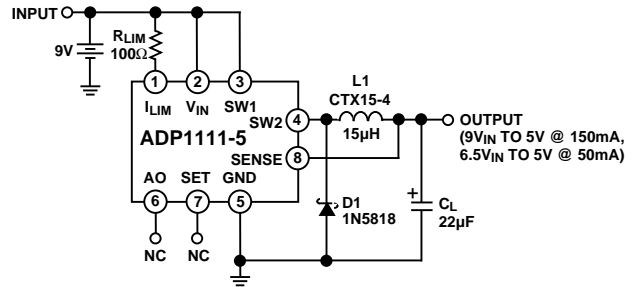 INPUT
9V
RLIM
100Ω
1
2
3
ILIM
VIN
SW1
SW2
4
ADP1111-5
SENSE
8
AO
SET
GND
6
7
5
NC
NC
L1
CTX15-4
15µH
D1
1N5818
+
CL
22µF
OUTPUT
(9VIN TO 5V @ 150mA,
6.5VIN TO 5V @ 50mA)